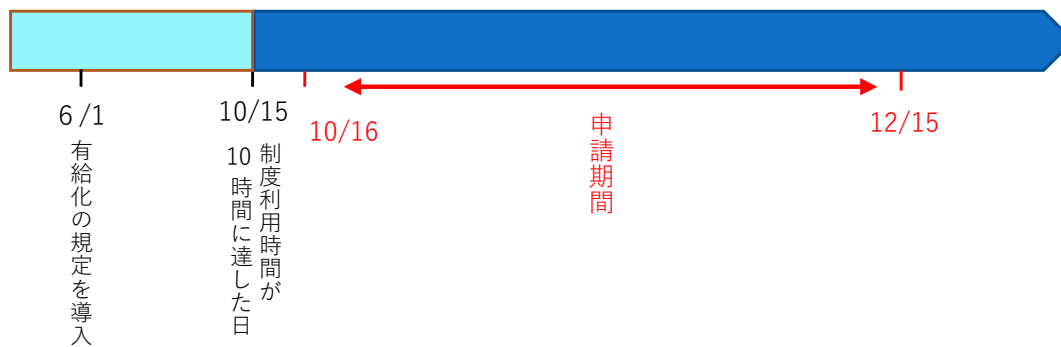 6/1
有給化の規定を導入
10/15
制度利用時間が
10時間に達した日
10/16
申請期間
12/15